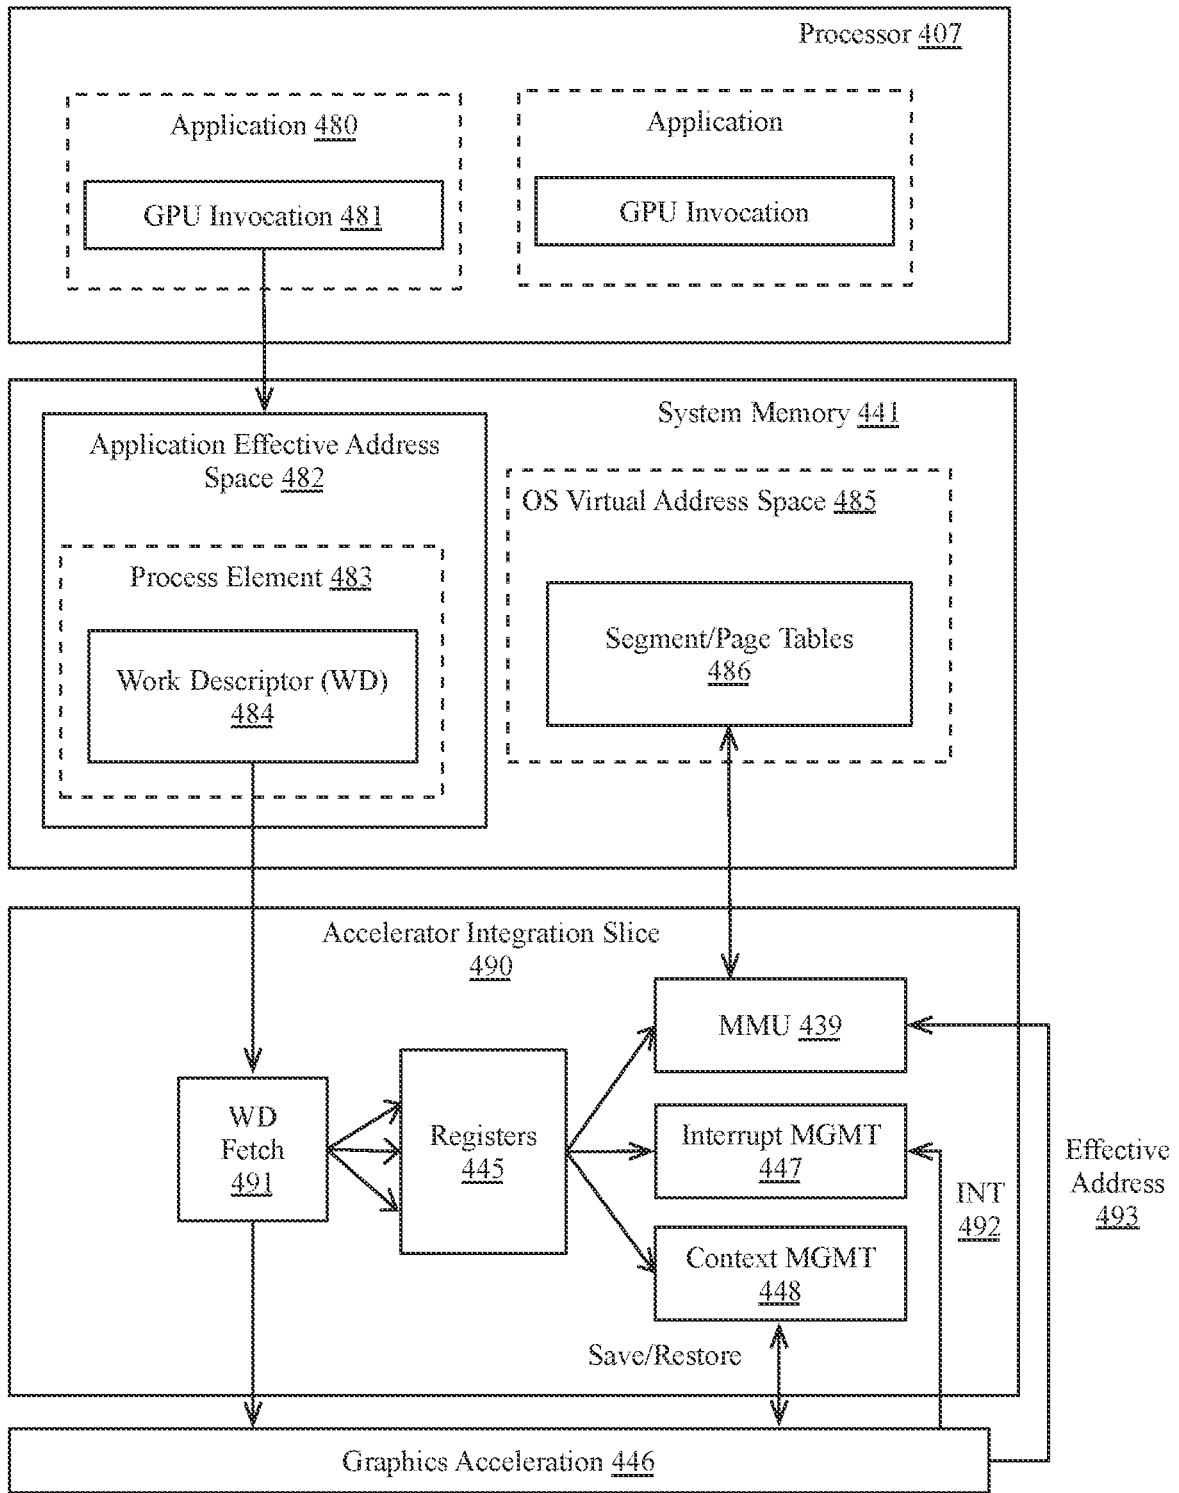 Processor 407
Application 480
GPU Invocation 481
Application
GPU Invocation
System Memory 441
Application Effective Address
Space 482
Process Element 483
Work Descriptor (WD)
484
OS Virtual Address Space 485
Segment/Page Tables
486
Accelerator Integration Slice
490
WD
Fetch
491
Registers
445
MMU 439
Interrupt MGMT
447
Context MGMT
448
Save/Restore
INT
492
Effective
Address
493
Graphics Acceleration 446